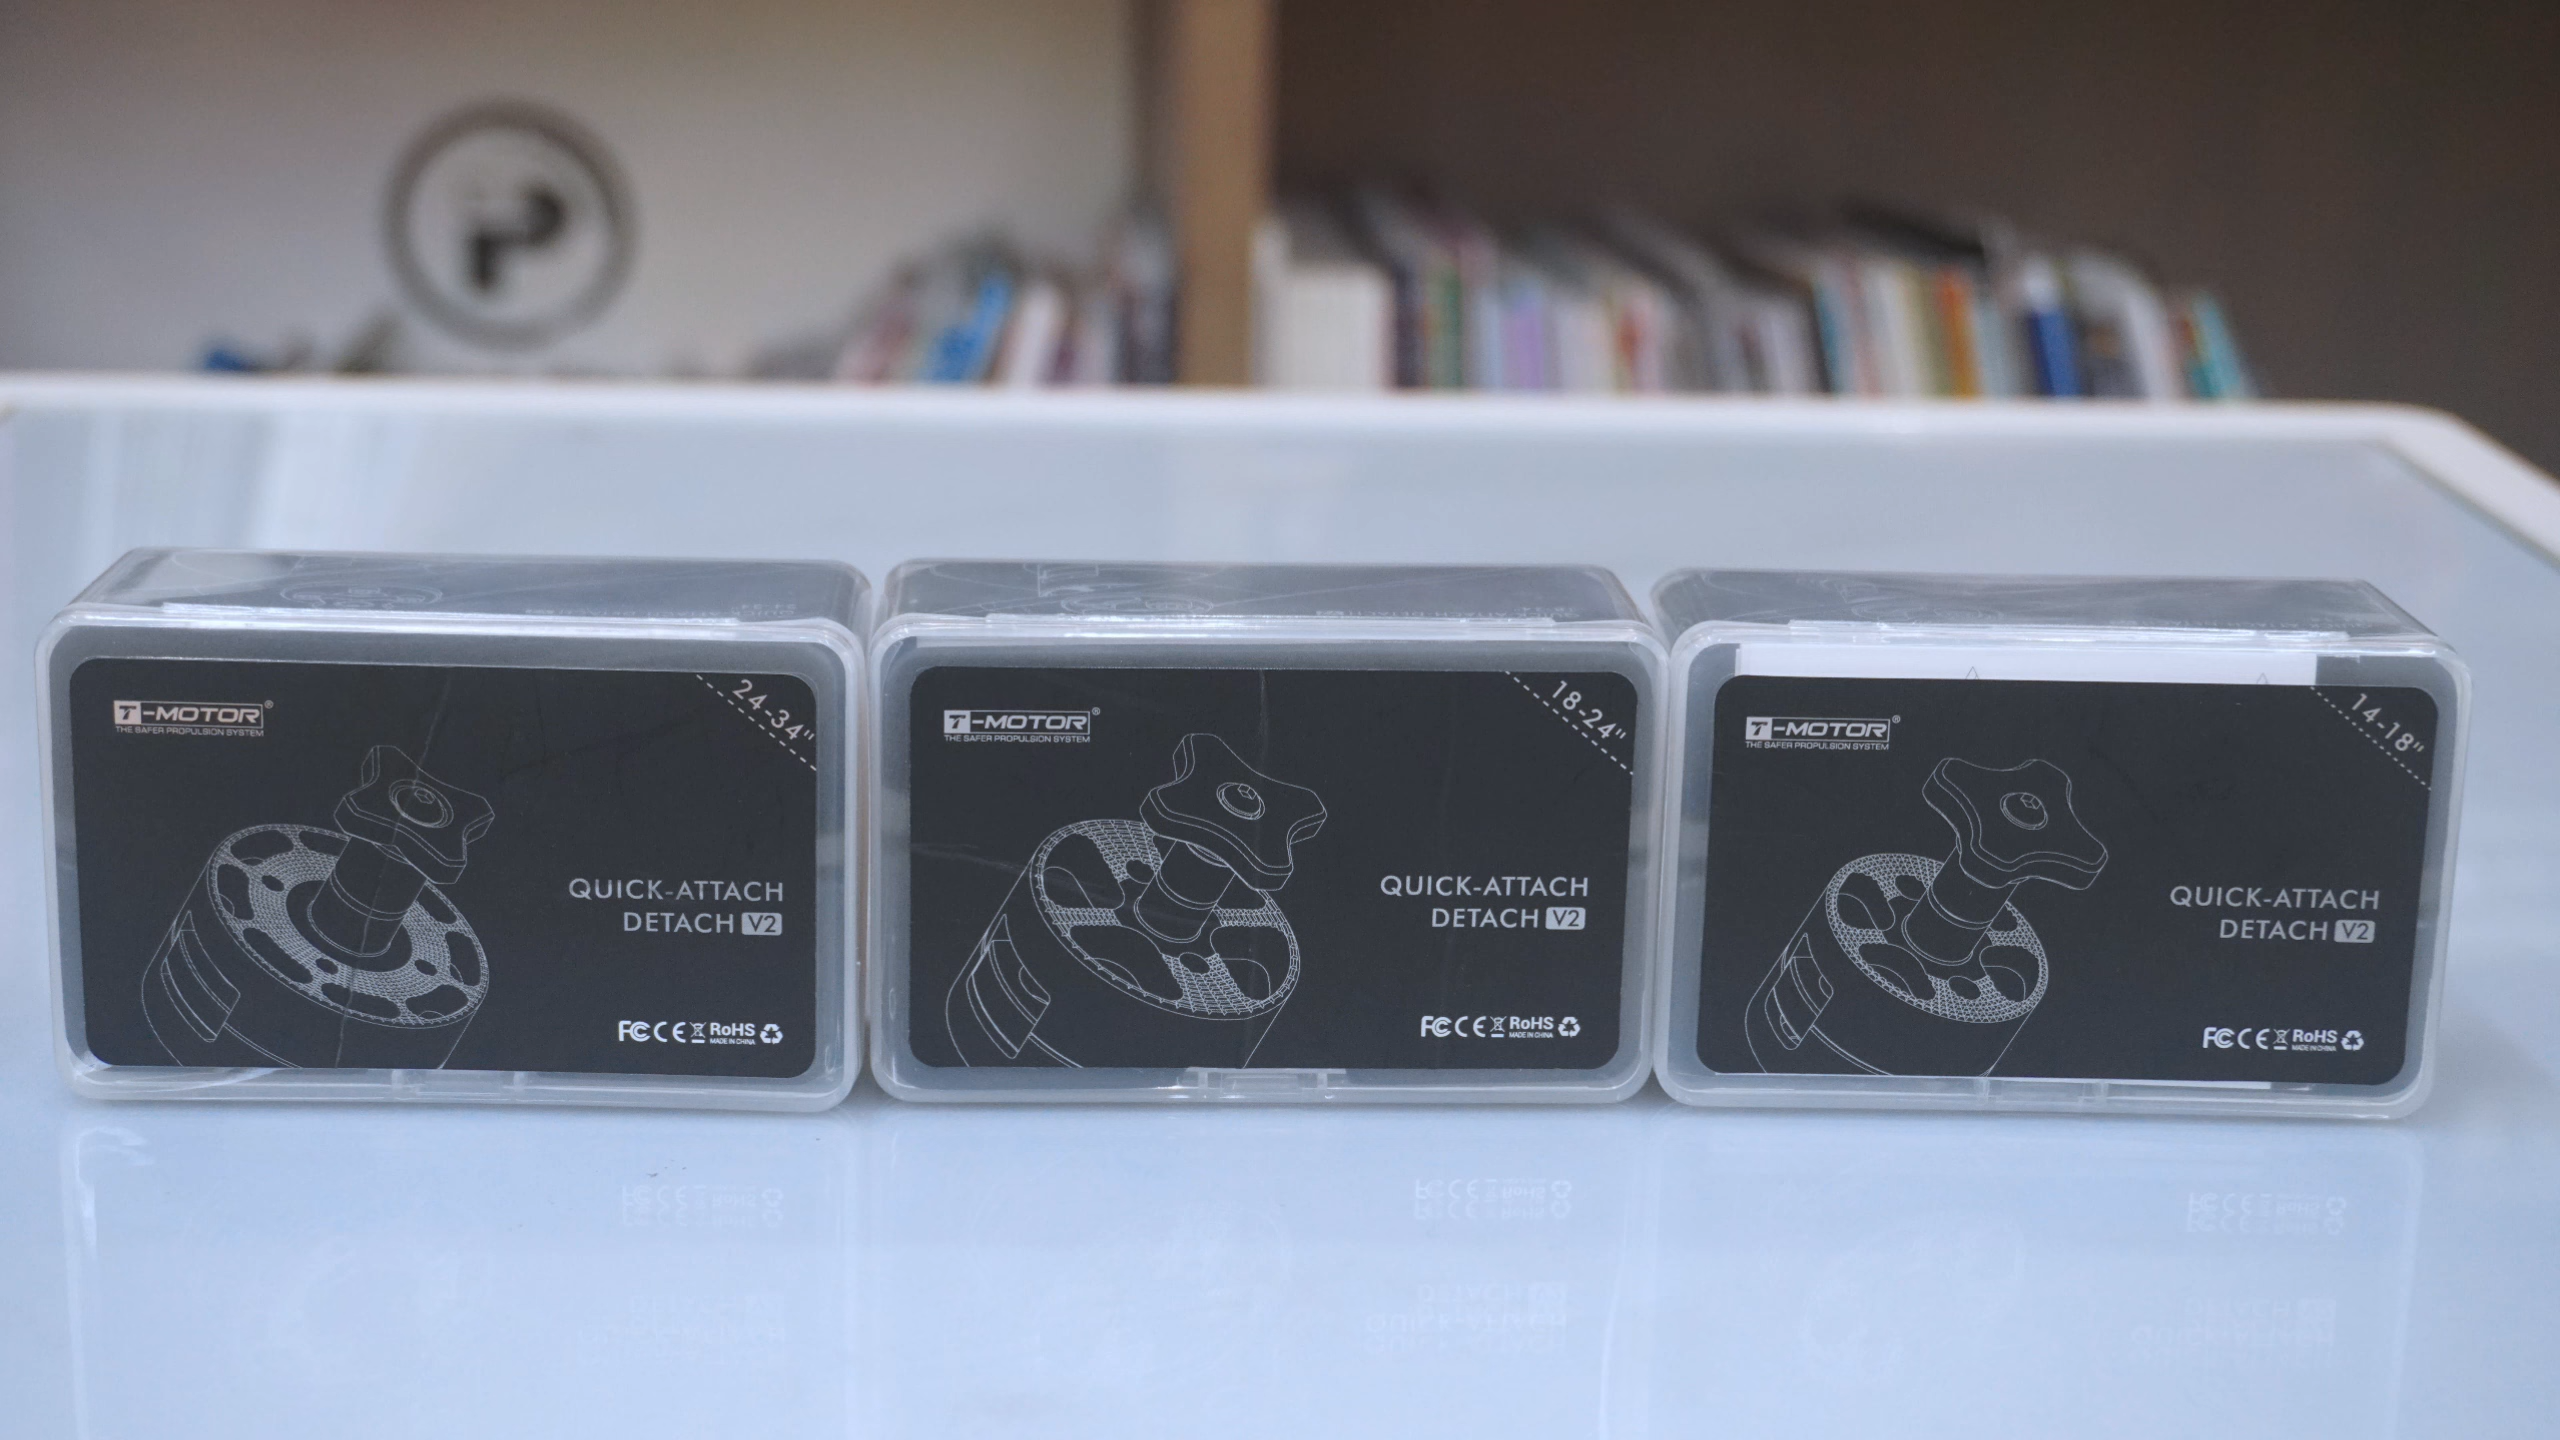 P
T-MOTOR®
THE SAFER PROPULSION SYSTEM
24-34"
QUICK-ATTACH
DETACH V2
FC CE RoHS
MADE IN CHINA
T-MOTOR®
THE SAFER PROPULSION SYSTEM
18-24"
QUICK-ATTACH
DETACH V2
FC CE RoHS
MADE IN CHINA
T-MOTOR®
THE SAFER PROPULSION SYSTEM
14-18"
QUICK-ATTACH
DETACH V2
FC CE RoHS
MADE IN CHINA